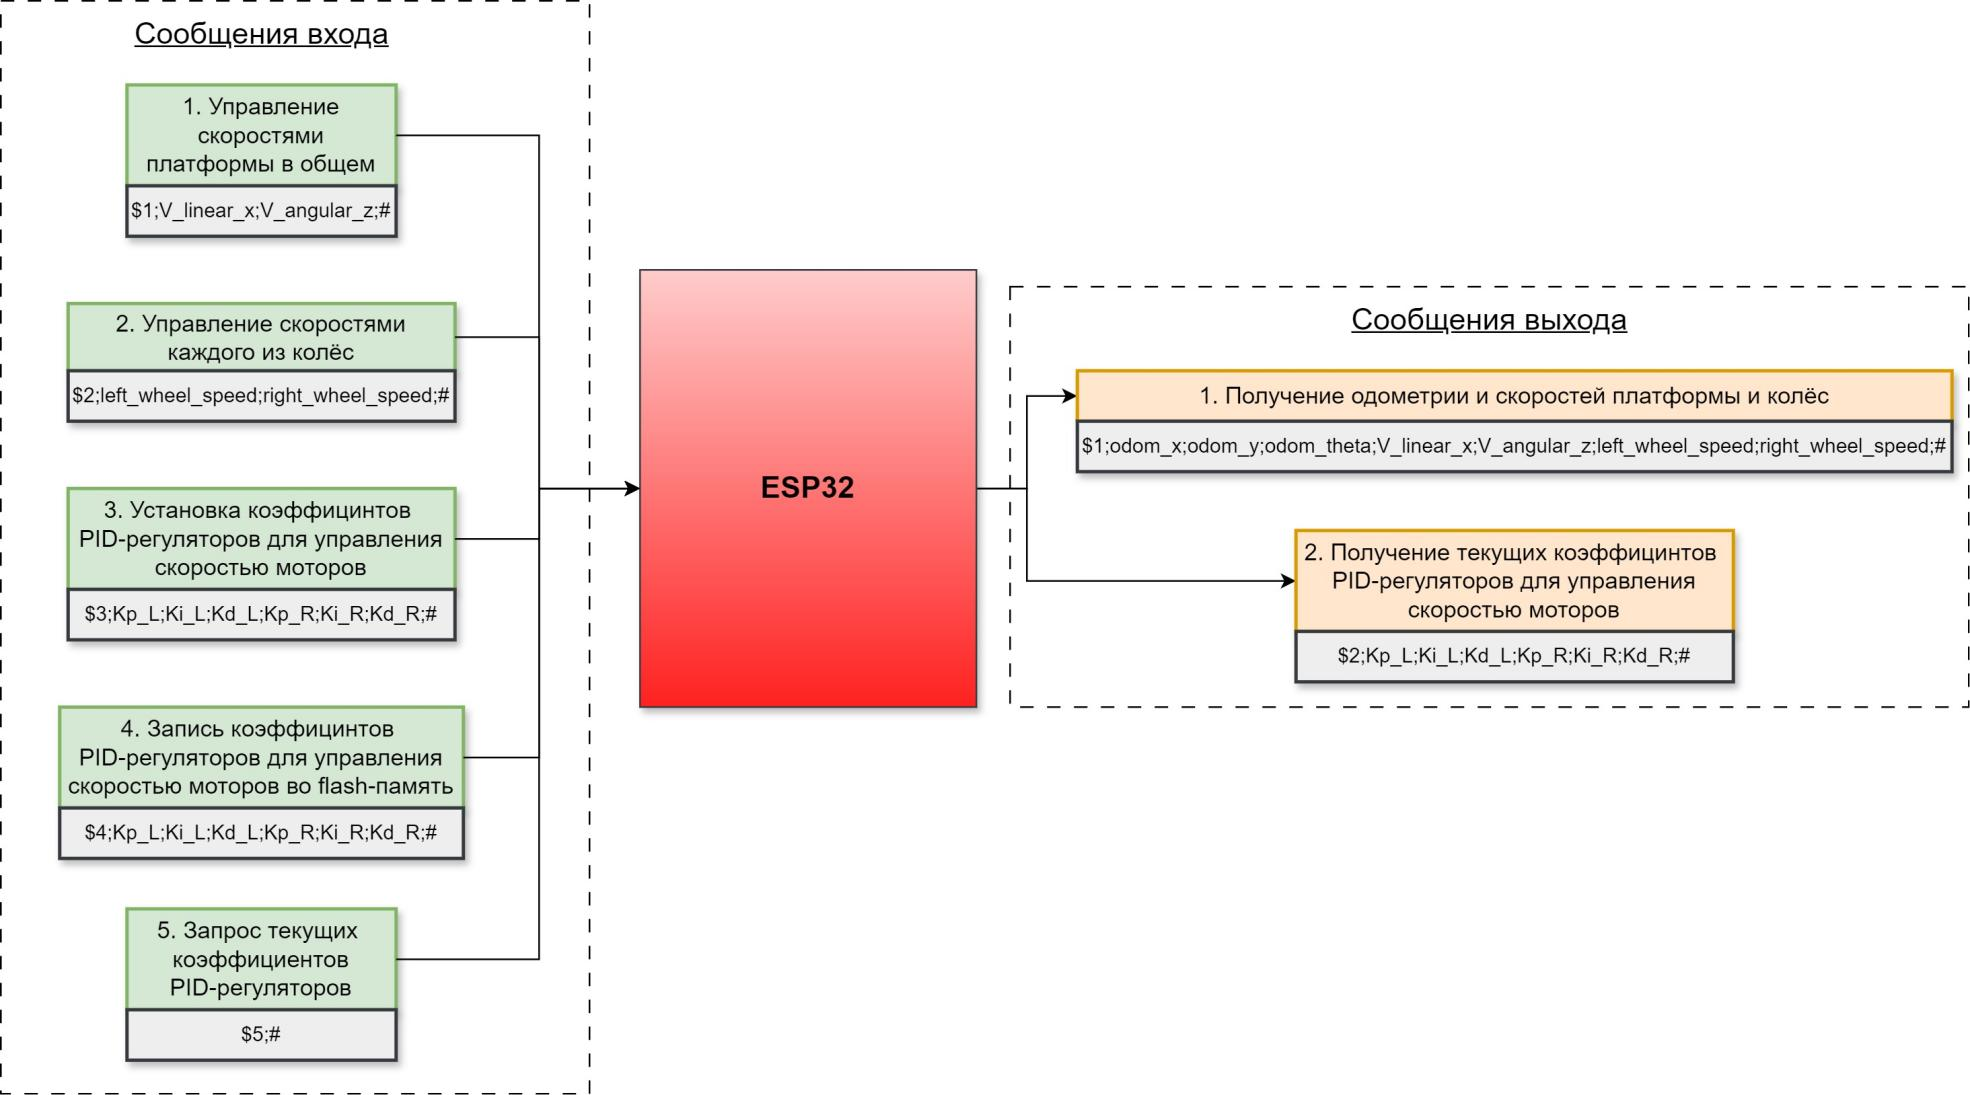 Сообщения входа
1. Управление
скоростями
платформы в общем
$1;V_linear_x;V_angular_z;#
2. Управление скоростями
каждого из колёс
$2;left_wheel_speed;right_wheel_speed;#
3. Установка коэффицинтов
PID-регуляторов для управления
скоростью моторов
$3;Kp_L;Ki_L;Kd_L;Kp_R;Ki_R;Kd_R;#
4. Запись коэффицинтов
PID-регуляторов для управления
скоростью моторов во flash-память
$4;Kp_L;Ki_L;Kd_L;Kp_R;Ki_R;Kd_R;#
5. Запрос текущих
коэффициентов
PID-регуляторов
$5;#
ESP32
Сообщения выхода
1. Получение одометрии и скоростей платформы и колёс
$1;odom_x;odom_y;odom_theta;V_linear_x;V_angular_z;left_wheel_speed;right_wheel_speed;#
2. Получение текущих коэффицинтов
PID-регуляторов для управления
скоростью моторов
$2;Kp_L;Ki_L;Kd_L;Kp_R;Ki_R;Kd_R;#